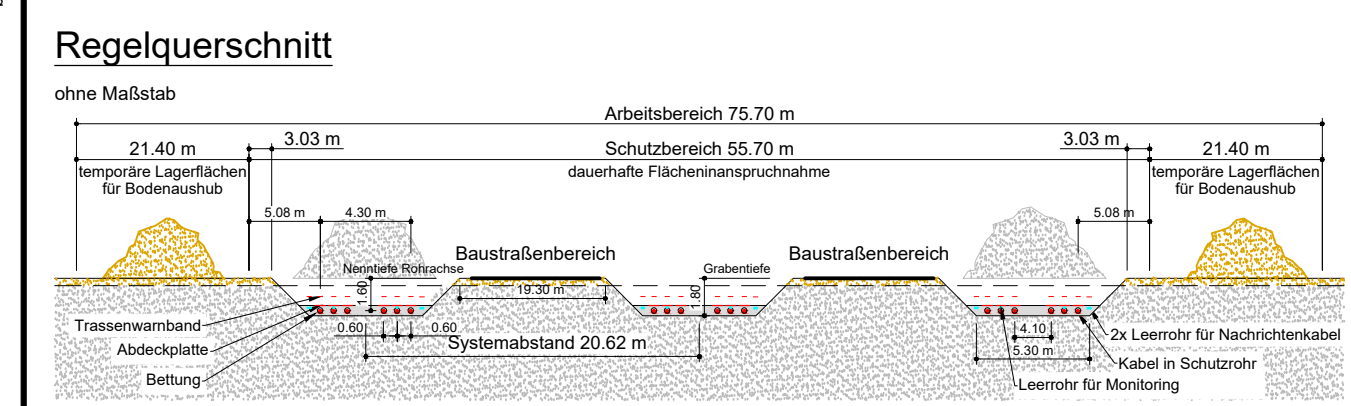 Regelquerschnitt
ohne Maßstab
Arbeitsbereich 75.70 m
3.03 m
3.03 m
21.40 m
Schutzbereich 55.70 m
21.40 m
temporäre Lagerflächen
für Bodenaushub
dauerhafte Flächeninanspruchnahme
temporäre Lagerflächen
für Bodenaushub
5.08 m
4.30 m
5.08 m
Baustraßenbereich
Baustraßenbereich
Nenntiefe Rohrachse
Grabentiefe
1.60
19.30 m
1.80
Trassenwarnband
0.60
0.60
4.10
2x Leerrohr für Nachrichtenkabel
Abdeckplatte
Systemabstand 20.62 m
5.30 m
Kabel in Schutzrohr
Bettung
Leerrohr für Monitoring